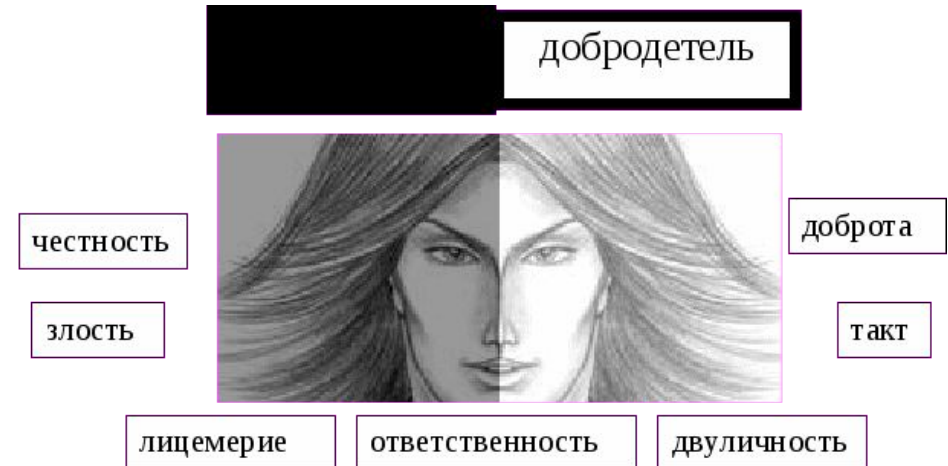 добродетель
честность
доброта
злость
такт
лицемерие
ответственность
двуличность